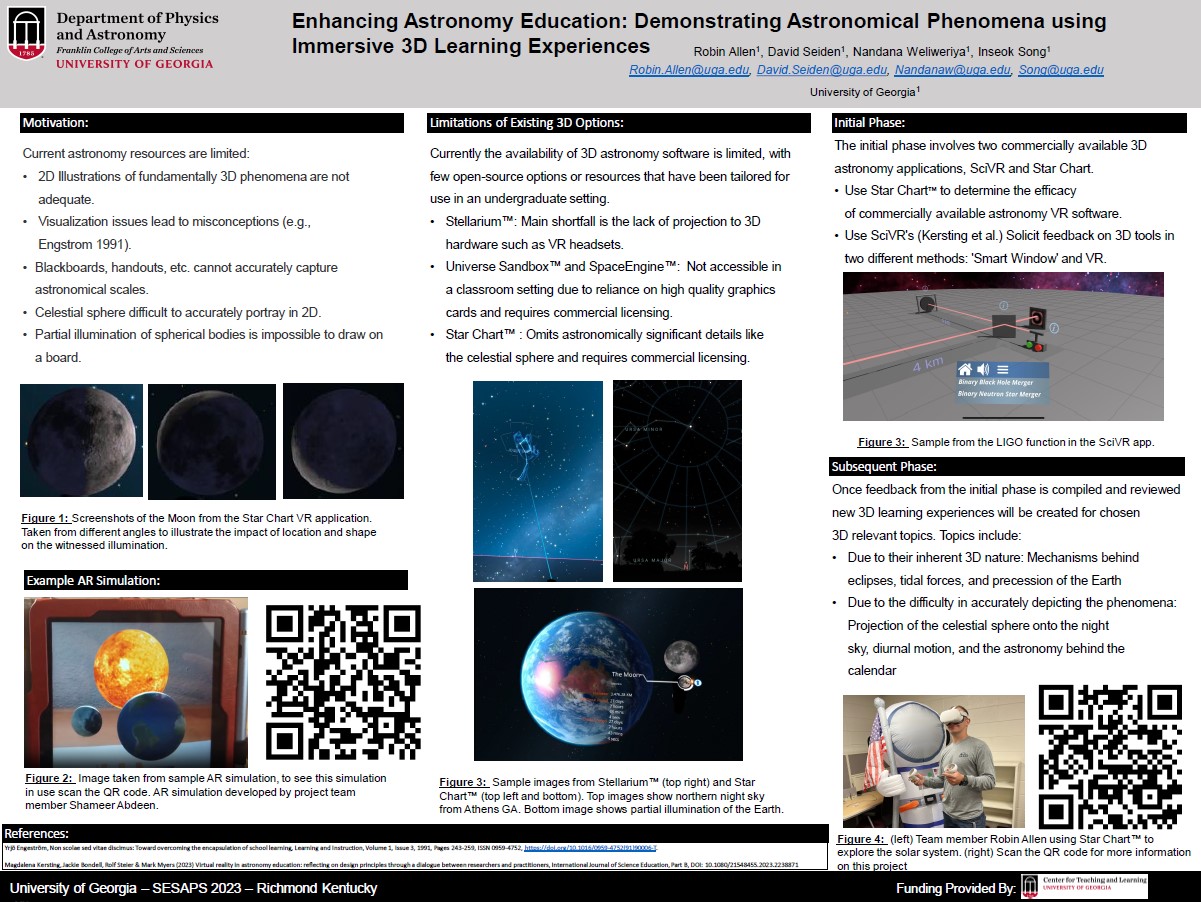 Department of Physics
and Astronomy
Franklin College of Arts and Sciences
UNIVERSITY OF GEORGIA
1785
Enhancing Astronomy Education: Demonstrating Astronomical Phenomena using
Immersive 3D Learning Experiences
Robin Allen¹, David Seiden¹, Nandana Weliweriya¹, Inseok Song¹
Robin.Allen@uga.edu, David.Seiden@uga.edu, Nandanaw@uga.edu, Song@uga.edu
University of Georgia¹
Motivation:
Current astronomy resources are limited:
• 2D Illustrations of fundamentally 3D phenomena are not
adequate.
• Visualization issues lead to misconceptions (e.g.,
Engstrom 1991).
• Blackboards, handouts, etc. cannot accurately capture
astronomical scales.
• Celestial sphere difficult to accurately portray in 2D.
• Partial illumination of spherical bodies is impossible to draw on
a board.
Figure 1: Screenshots of the Moon from the Star Chart VR application.
Taken from different angles to illustrate the impact of location and shape
on the witnessed illumination.
Example AR Simulation:
Figure 2: Image taken from sample AR simulation, to see this simulation
in use scan the QR code. AR simulation developed by project team
member Shameer Abdeen.
Limitations of Existing 3D Options:
Currently the availability of 3D astronomy software is limited, with
few open-source options or resources that have been tailored for
use in an undergraduate setting.
• Stellarium™: Main shortfall is the lack of projection to 3D
hardware such as VR headsets.
• Universe Sandbox™ and SpaceEngine™: Not accessible in
a classroom setting due to reliance on high quality graphics
cards and requires commercial licensing.
• Star Chart™ : Omits astronomically significant details like
the celestial sphere and requires commercial licensing.
URSA MINOR
URSA MAJOR
N
The Moon
Figure 3: Sample images from Stellarium™ (top right) and Star
Chart™ (top left and bottom). Top images show northern night sky
from Athens GA. Bottom image shows partial illumination of the Earth.
Initial Phase:
The initial phase involves two commercially available 3D
astronomy applications, SciVR and Star Chart.
• Use Star Chart™ to determine the efficacy
of commercially available astronomy VR software.
• Use SciVR's (Kersting et al.) Solicit feedback on 3D tools in
two different methods: 'Smart Window' and VR.
4 km
Binary Black Hole Merger
Binary Neutron Star Merger
Figure 3: Sample from the LIGO function in the SciVR app.
Subsequent Phase:
Once feedback from the initial phase is compiled and reviewed
new 3D learning experiences will be created for chosen
3D relevant topics. Topics include:
• Due to their inherent 3D nature: Mechanisms behind
eclipses, tidal forces, and precession of the Earth
• Due to the difficulty in accurately depicting the phenomena:
Projection of the celestial sphere onto the night
sky, diurnal motion, and the astronomy behind the
calendar
Figure 4: (left) Team member Robin Allen using Star Chart™ to
explore the solar system. (right) Scan the QR code for more information
on this project
References:
Yrjö Engeström, Non scolae sed vitae discimus: Toward overcoming the encapsulation of school learning, Learning and Instruction, Volume 1, Issue 3, 1991, Pages 243-259, ISSN 0959-4752, https://doi.org/10.1016/0959-4752(91)90006-T.
Magdalena Kersting, Jackie Bondell, Rolf Steier & Mark Myers (2023) Virtual reality in astronomy education: reflecting on design principles through a dialogue between researchers and practitioners, International Journal of Science Education, Part B, DOI: 10.1080/21548455.2023.2238871
University of Georgia – SESAPS 2023 – Richmond Kentucky
Funding Provided By:
Center for Teaching and Learning
UNIVERSITY OF GEORGIA